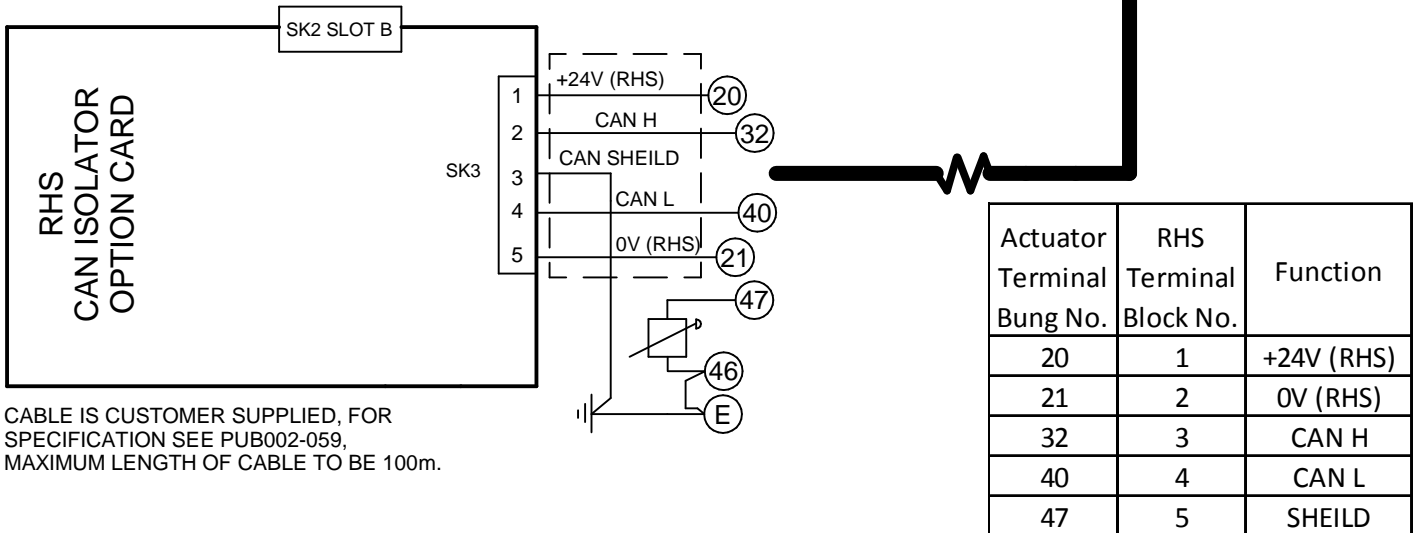 SK2 SLOT B
RHS
CAN ISOLATOR
OPTION CARD
SK3
1
2
3
4
5
+24V (RHS)
CAN H
CAN SHEILD
CAN L
0V (RHS)
20
32
40
21
47
46
E
CABLE IS CUSTOMER SUPPLIED, FOR
SPECIFICATION SEE PUB002-059,
MAXIMUM LENGTH OF CABLE TO BE 100m.
Actuator Terminal Bung No. RHS Terminal Block No. Function
20 1 +24V (RHS)
21 2 0V (RHS)
32 3 CAN H
40 4 CAN L
47 5 SHEILD